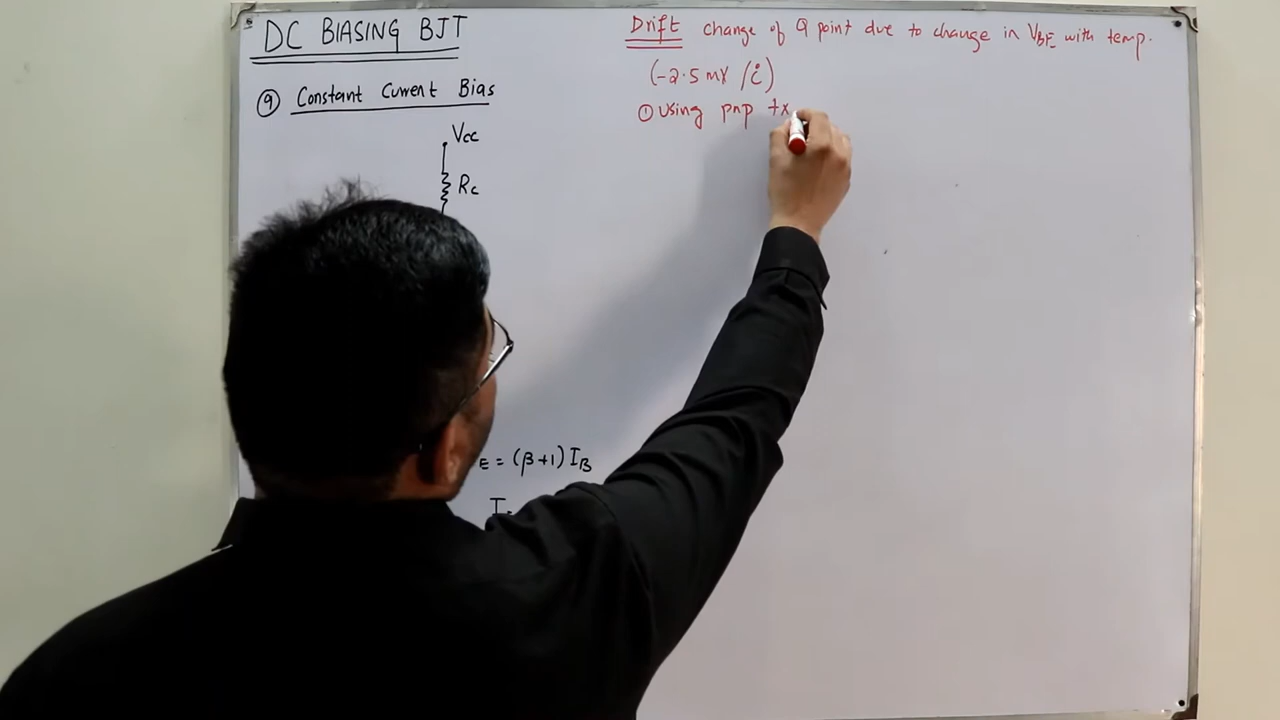 DC BIASING BJT
⑨ Constant Current Bias
Vcc
Rc
E = (β+1) IB
I
Drift change of Q point due to change in VBE with temp.
(-2.5 mV /°C)
① Using pnp tx